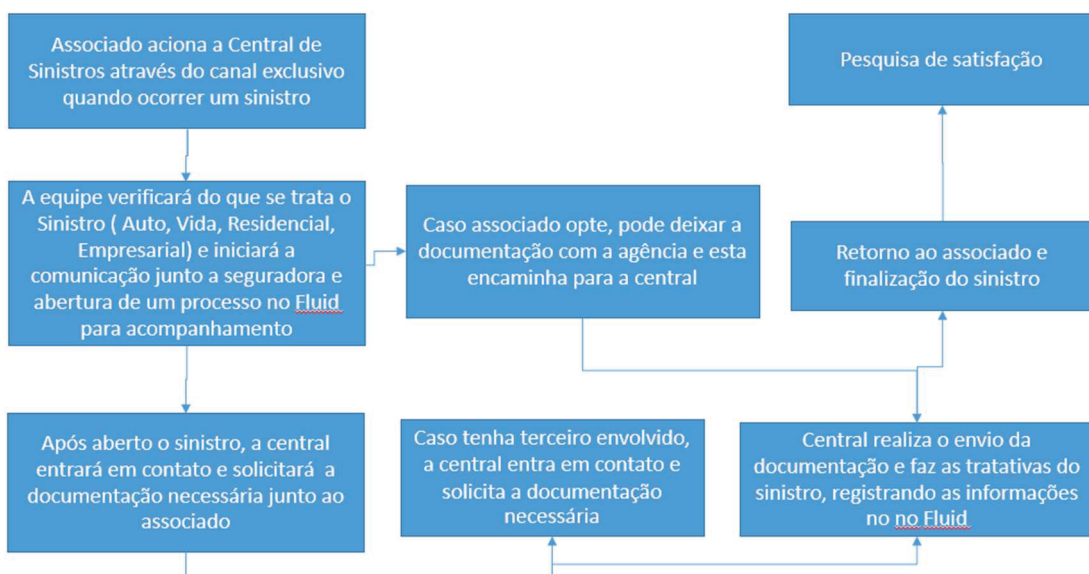 Associado aciona a Central de
Sinistros através do canal exclusivo
quando ocorrer um sinistro
A equipe verificará do que se trata o
Sinistro ( Auto, Vida, Residencial,
Empresarial) e iniciará a
comunicação junto a seguradora e
abertura de um processo no Fluid
para acompanhamento
Após aberto o sinistro, a central
entrará em contato e solicitará  a
documentação necessária junto ao
associado
Caso associado opte, pode deixar a
documentação com a agência e esta
encaminha para a central
Caso tenha terceiro envolvido,
a central entra em contato e
solicita a documentação
necessária
Central realiza o envio da
documentação e faz as tratativas do
sinistro, registrando as informações
no no Fluid
Retorno ao associado e
finalização do sinistro
Pesquisa de satisfação